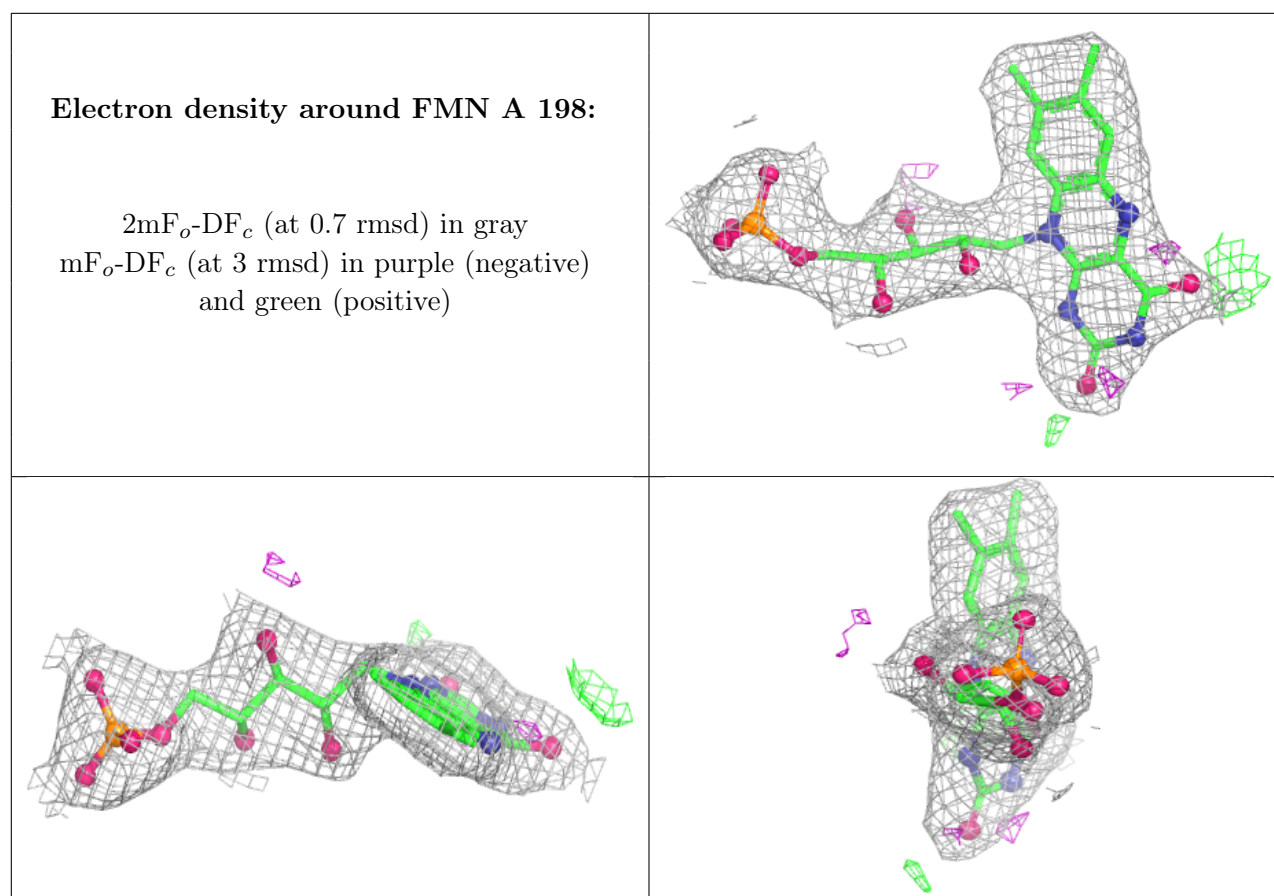 Electron density around FMN A 198:
2mFo-DFc (at 0.7 rmsd) in gray
mFo-DFc (at 3 rmsd) in purple (negative)
and green (positive)